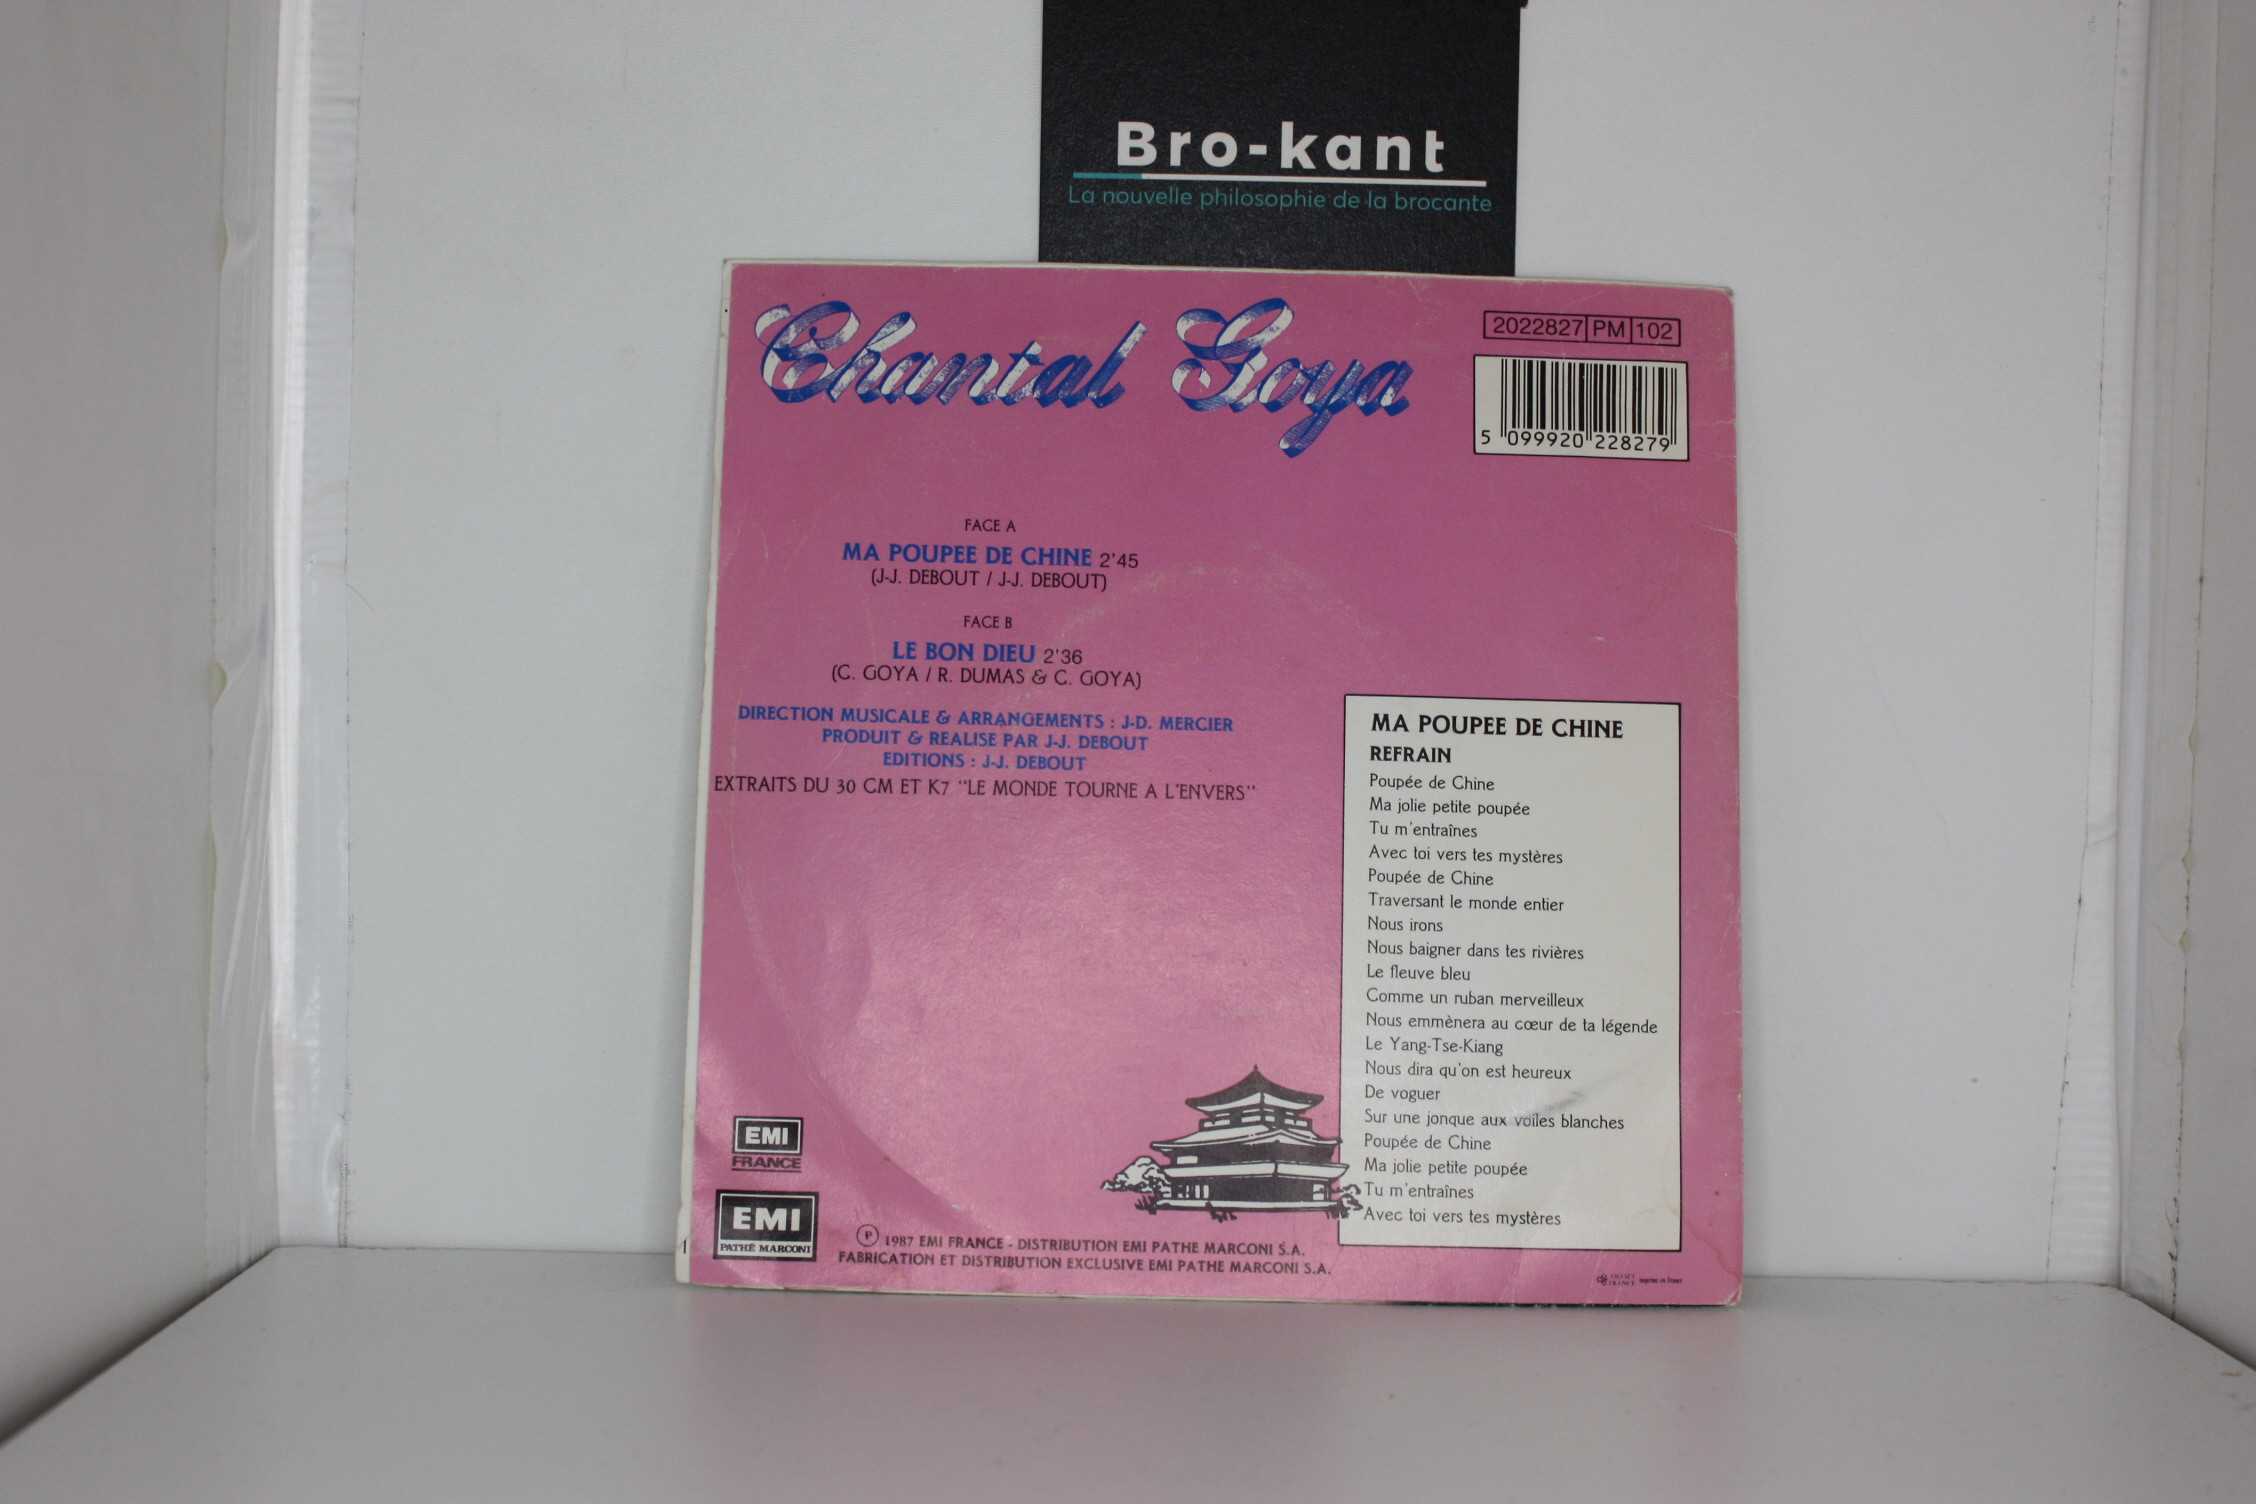 Bro-kant
La nouvelle philosophie de la brocante
Chantal Goya
2022827 PM 102
5 099920 228279
FACE A
MA POUPEE DE CHINE 2'45
(J-J. DEBOUT / J-J. DEBOUT)
FACE B
LE BON DIEU 2'36
(C. GOYA / R. DUMAS & C. GOYA)
DIRECTION MUSICALE & ARRANGEMENTS : J-D. MERCIER
PRODUIT & REALISE PAR J-J. DEBOUT
EDITIONS : J-J. DEBOUT
EXTRAITS DU 30 CM ET K7 "LE MONDE TOURNE A L'ENVERS"
MA POUPEE DE CHINE
REFRAIN
Poupée de Chine
Ma jolie petite poupée
Tu m'entraînes
Avec toi vers tes mystères
Poupée de Chine
Traversant le monde entier
Nous irons
Nous baigner dans tes rivières
Le fleuve bleu
Comme un ruban merveilleux
Nous emmènera au cœur de ta légende
Le Yang-Tse-Kiang
Nous dira qu'on est heureux
De voguer
Sur une jonque aux voiles blanches
Poupée de Chine
Ma jolie petite poupée
Tu m'entraînes
Avec toi vers tes mystères
EMI
FRANCE
EMI
PATHÉ MARCONI
℗ 1987 EMI FRANCE - DISTRIBUTION EMI PATHE MARCONI S.A.
FABRICATION ET DISTRIBUTION EXCLUSIVE EMI PATHE MARCONI S.A.